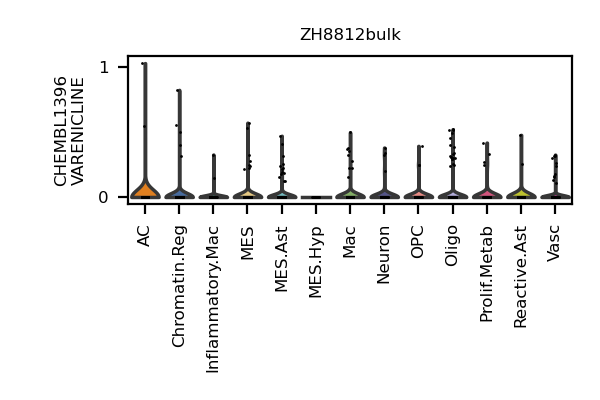 ZH8812bulk
CHEMBL1396
VARENICLINE
1
0
AC
Chromatin.Reg
Inflammatory.Mac
MES
MES.Ast
MES.Hyp
Mac
Neuron
OPC
Oligo
Prolif.Metab
Reactive.Ast
Vasc